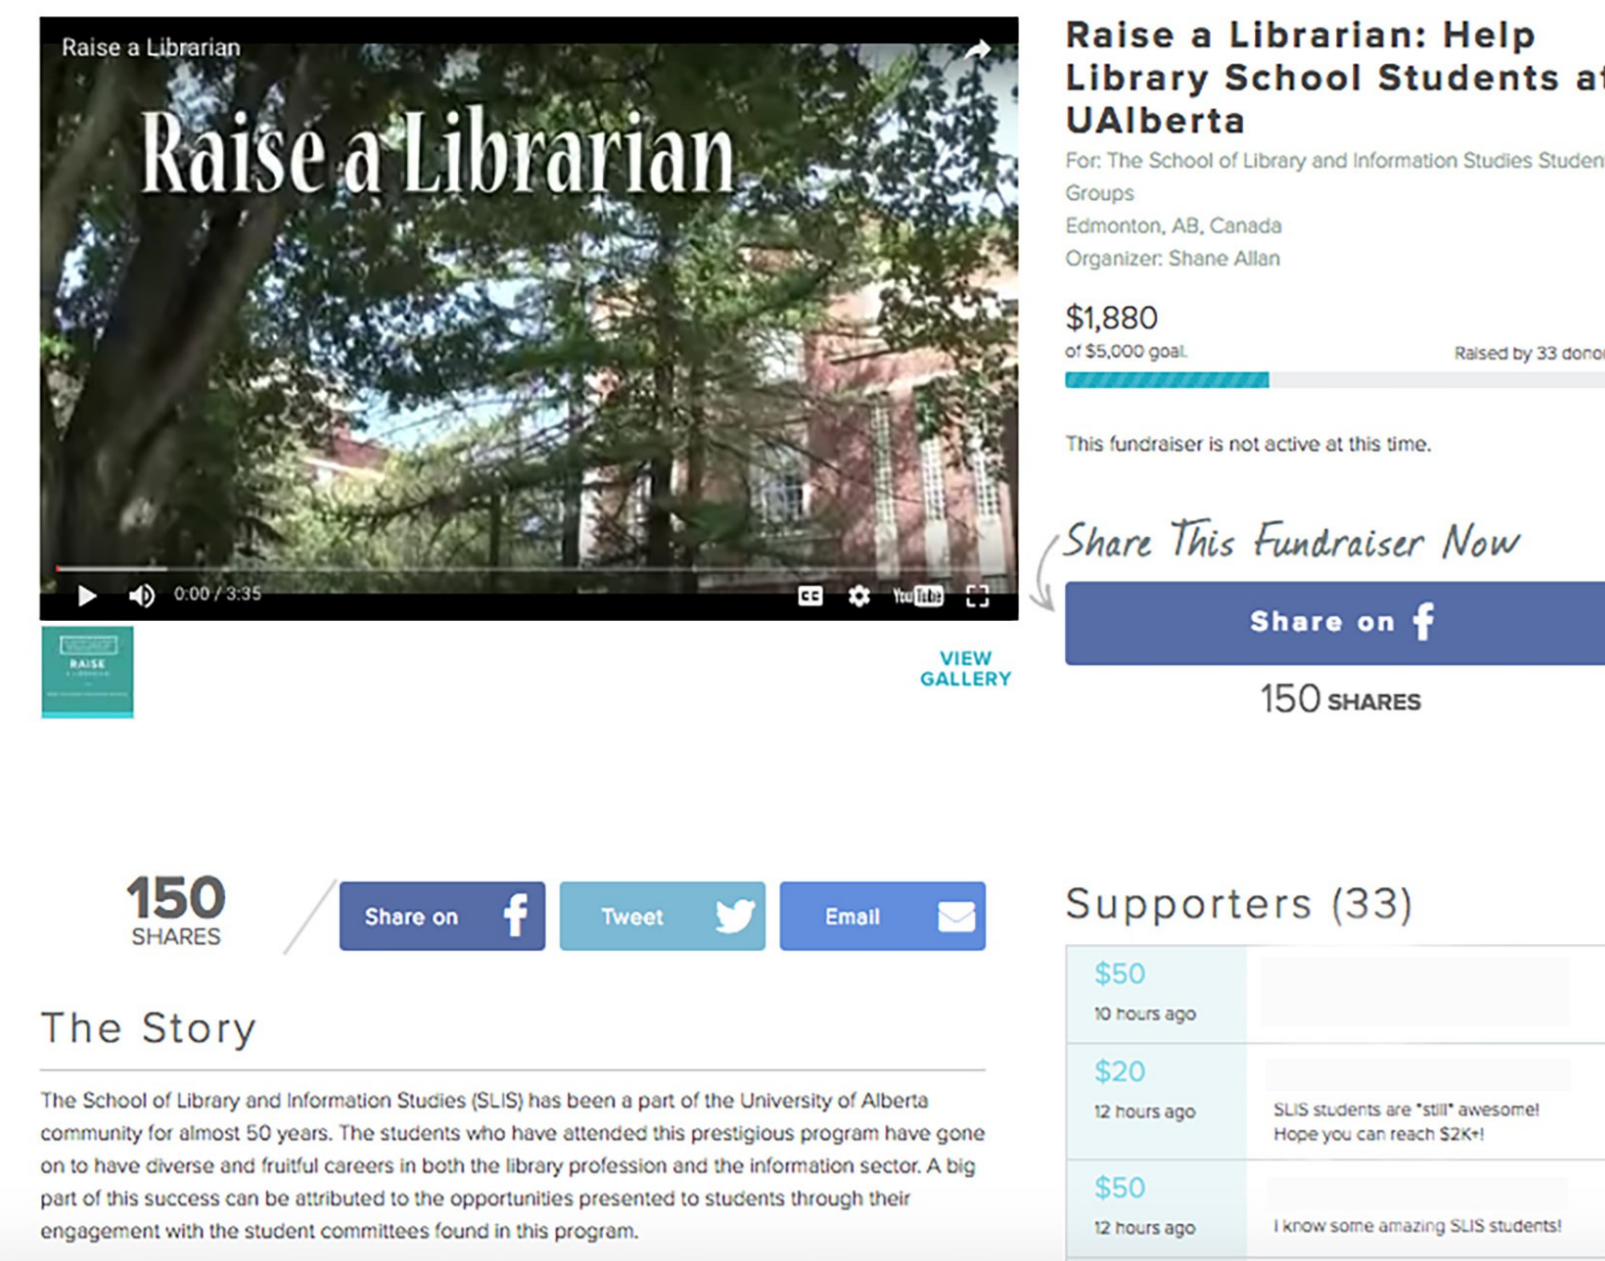 Raise a Librarian
Raise a Librarian
0:00 / 3:35
CC
YouTube
RAISE
VIEW
GALLERY
Raise a Librarian: Help
Library School Students at
UAlberta
For: The School of Library and Information Studies Student
Groups
Edmonton, AB, Canada
Organizer: Shane Allan
$1,880
of $5,000 goal.
Raised by 33
This fundraiser is not active at this time.
Share This Fundraiser Now
Share on f
150 SHARES
150
SHARES
Share on f
Tweet
Email
The Story
The School of Library and Information Studies (SLIS) has been a part of the University of Alberta
community for almost 50 years. The students who have attended this prestigious program have gone
on to have diverse and fruitful careers in both the library profession and the information sector. A big
part of this success can be attributed to the opportunities presented to students through their
engagement with the student committees found in this program.
Supporters (33)
$50
10 hours ago
$20
12 hours ago
SLIS students are *still* awesome!
Hope you can reach $2K+!
$50
12 hours ago
I know some amazing SLIS students!